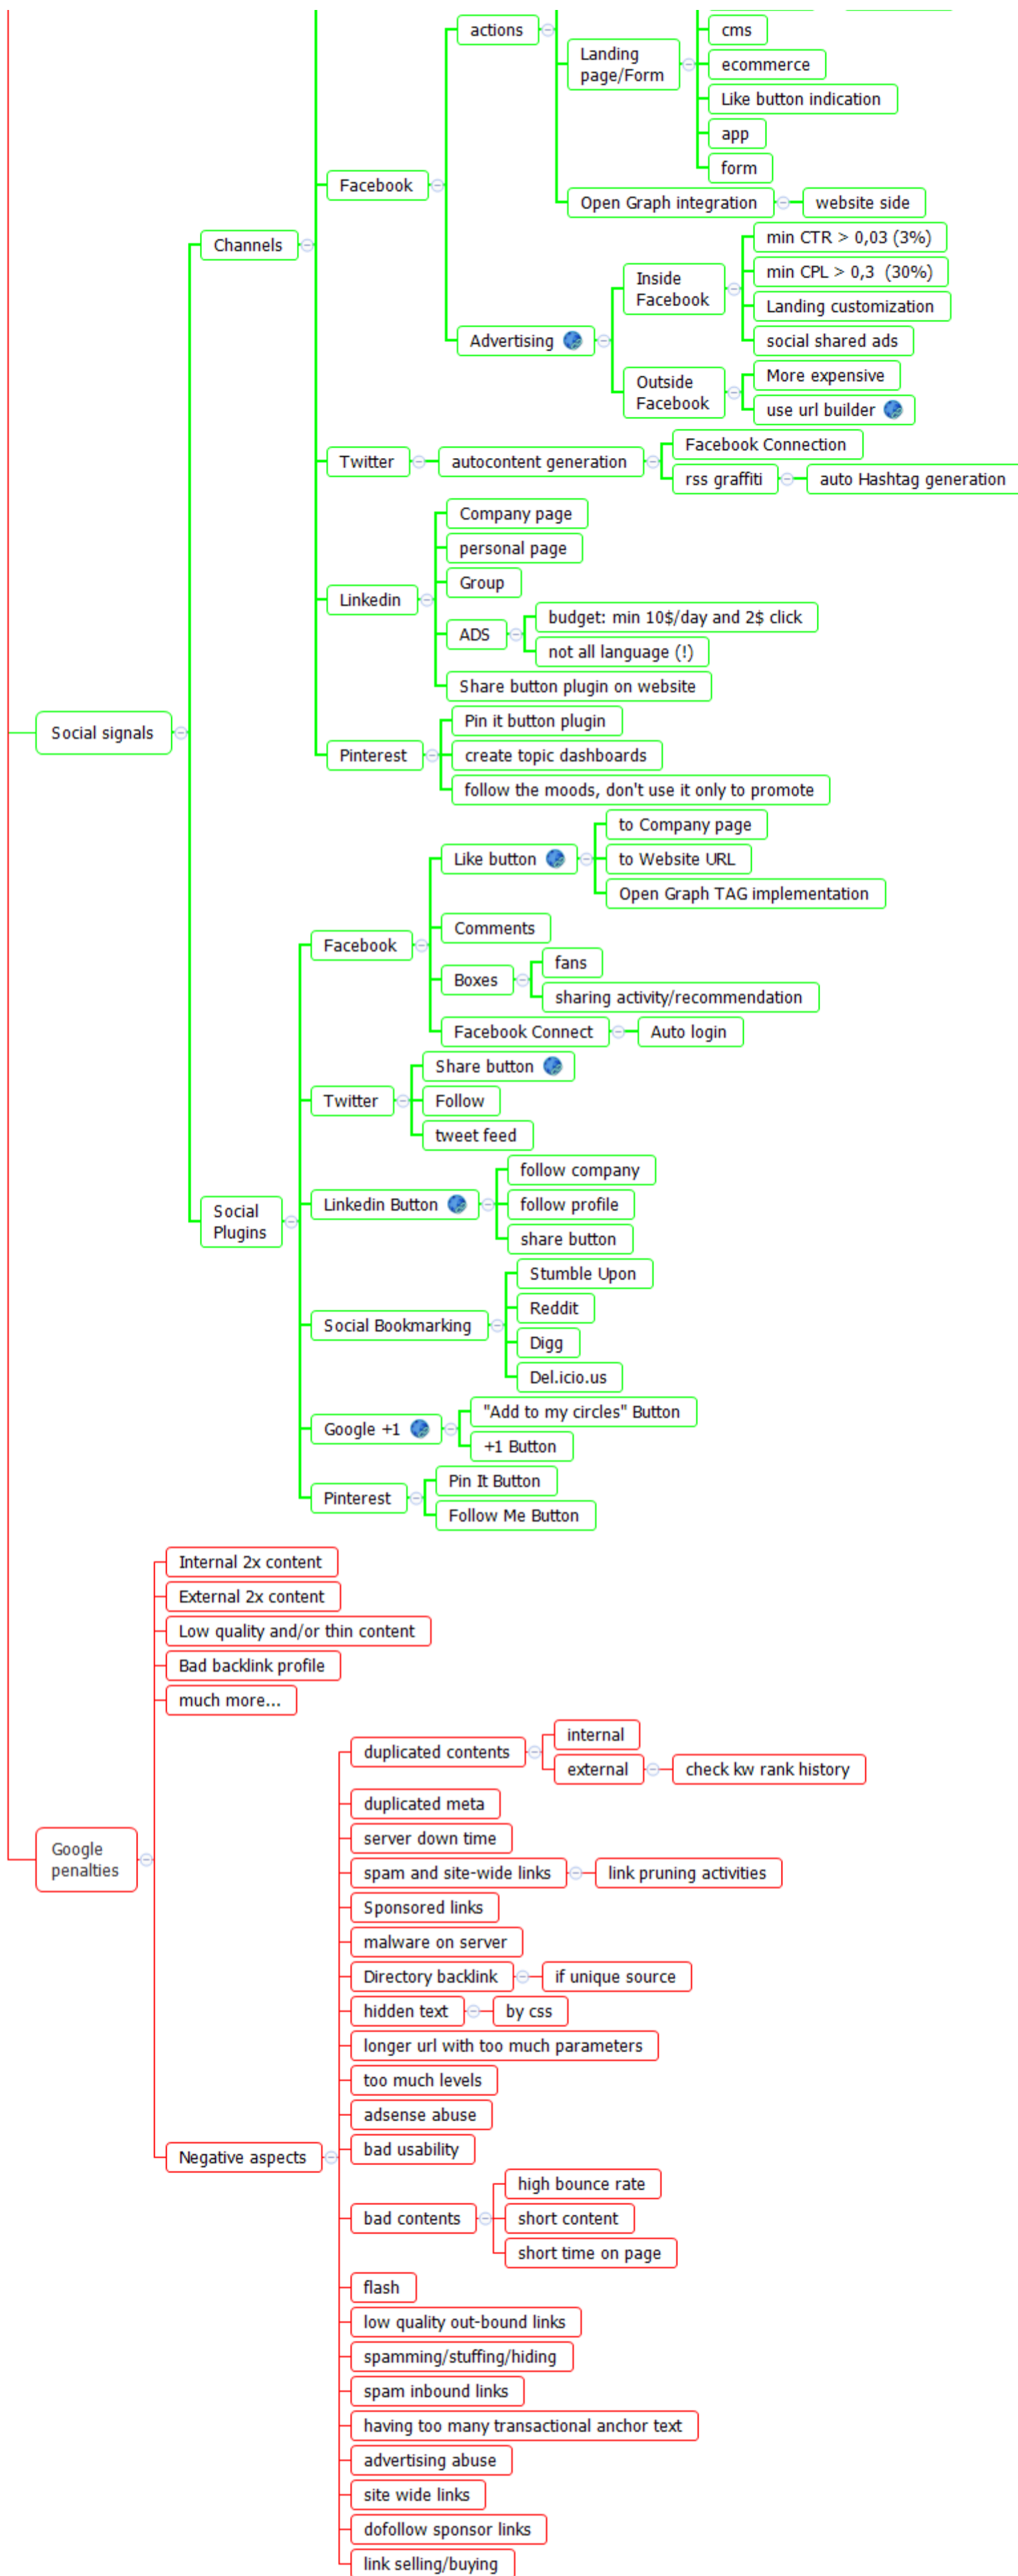 actions
Landing
page/Form
cms
ecommerce
Like button indication
app
form
Facebook
Open Graph integration
website side
Channels
Inside
Facebook
min CTR > 0,03 (3%)
min CPL > 0,3 (30%)
Landing customization
social shared ads
Advertising
Outside
Facebook
More expensive
use url builder
Twitter
autocontent generation
Facebook Connection
rss graffiti
auto Hashtag generation
Linkedin
Company page
personal page
Group
ADS
budget: min 10$/day and 2$ click
not all language (!)
Share button plugin on website
Social signals
Pinterest
Pin it button plugin
create topic dashboards
follow the moods, don't use it only to promote
Like button
to Company page
to Website URL
Open Graph TAG implementation
Facebook
Comments
Boxes
fans
sharing activity/recommendation
Facebook Connect
Auto login
Twitter
Share button
Follow
tweet feed
Social
Plugins
Linkedin Button
follow company
follow profile
share button
Social Bookmarking
Stumble Upon
Reddit
Digg
Del.icio.us
Google +1
"Add to my circles" Button
+1 Button
Pinterest
Pin It Button
Follow Me Button
Internal 2x content
External 2x content
Low quality and/or thin content
Bad backlink profile
much more...
Google
penalties
duplicated contents
internal
external
check kw rank history
duplicated meta
server down time
spam and site-wide links
link pruning activities
Sponsored links
malware on server
Directory backlink
if unique source
hidden text
by css
longer url with too much parameters
too much levels
adsense abuse
bad usability
Negative aspects
bad contents
high bounce rate
short content
short time on page
flash
low quality out-bound links
spamming/stuffing/hiding
spam inbound links
having too many transactional anchor text
advertising abuse
site wide links
dofollow sponsor links
link selling/buying